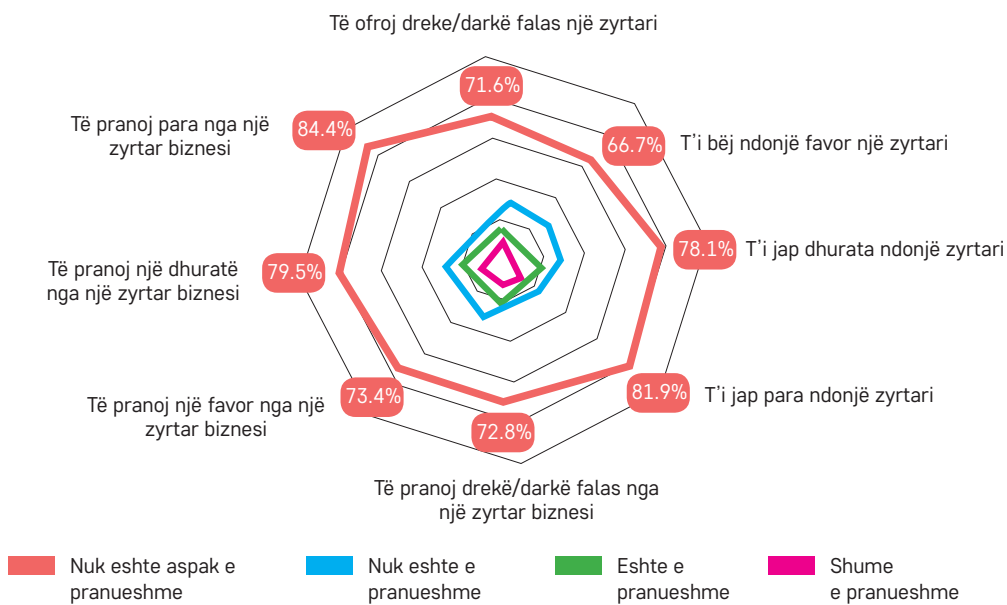 Të ofroj dreke/darkë falas një zyrtari
71.6%
Të pranoj para nga një
zyrtar biznesi
84.4%
66.7%
T'i bëj ndonjë favor një zyrtari
Të pranoj një dhuratë
nga një zyrtar biznesi
79.5%
78.1%
T'i jap dhurata ndonjë zyrtari
Të pranoj një favor nga një
zyrtar biznesi
73.4%
81.9%
T'i jap para ndonjë zyrtari
72.8%
Të pranoj drekë/darkë falas nga
një zyrtar biznesi
Nuk eshte aspak e
pranueshme
Nuk eshte e
pranueshme
Eshte e
pranueshme
Shume
e pranueshme